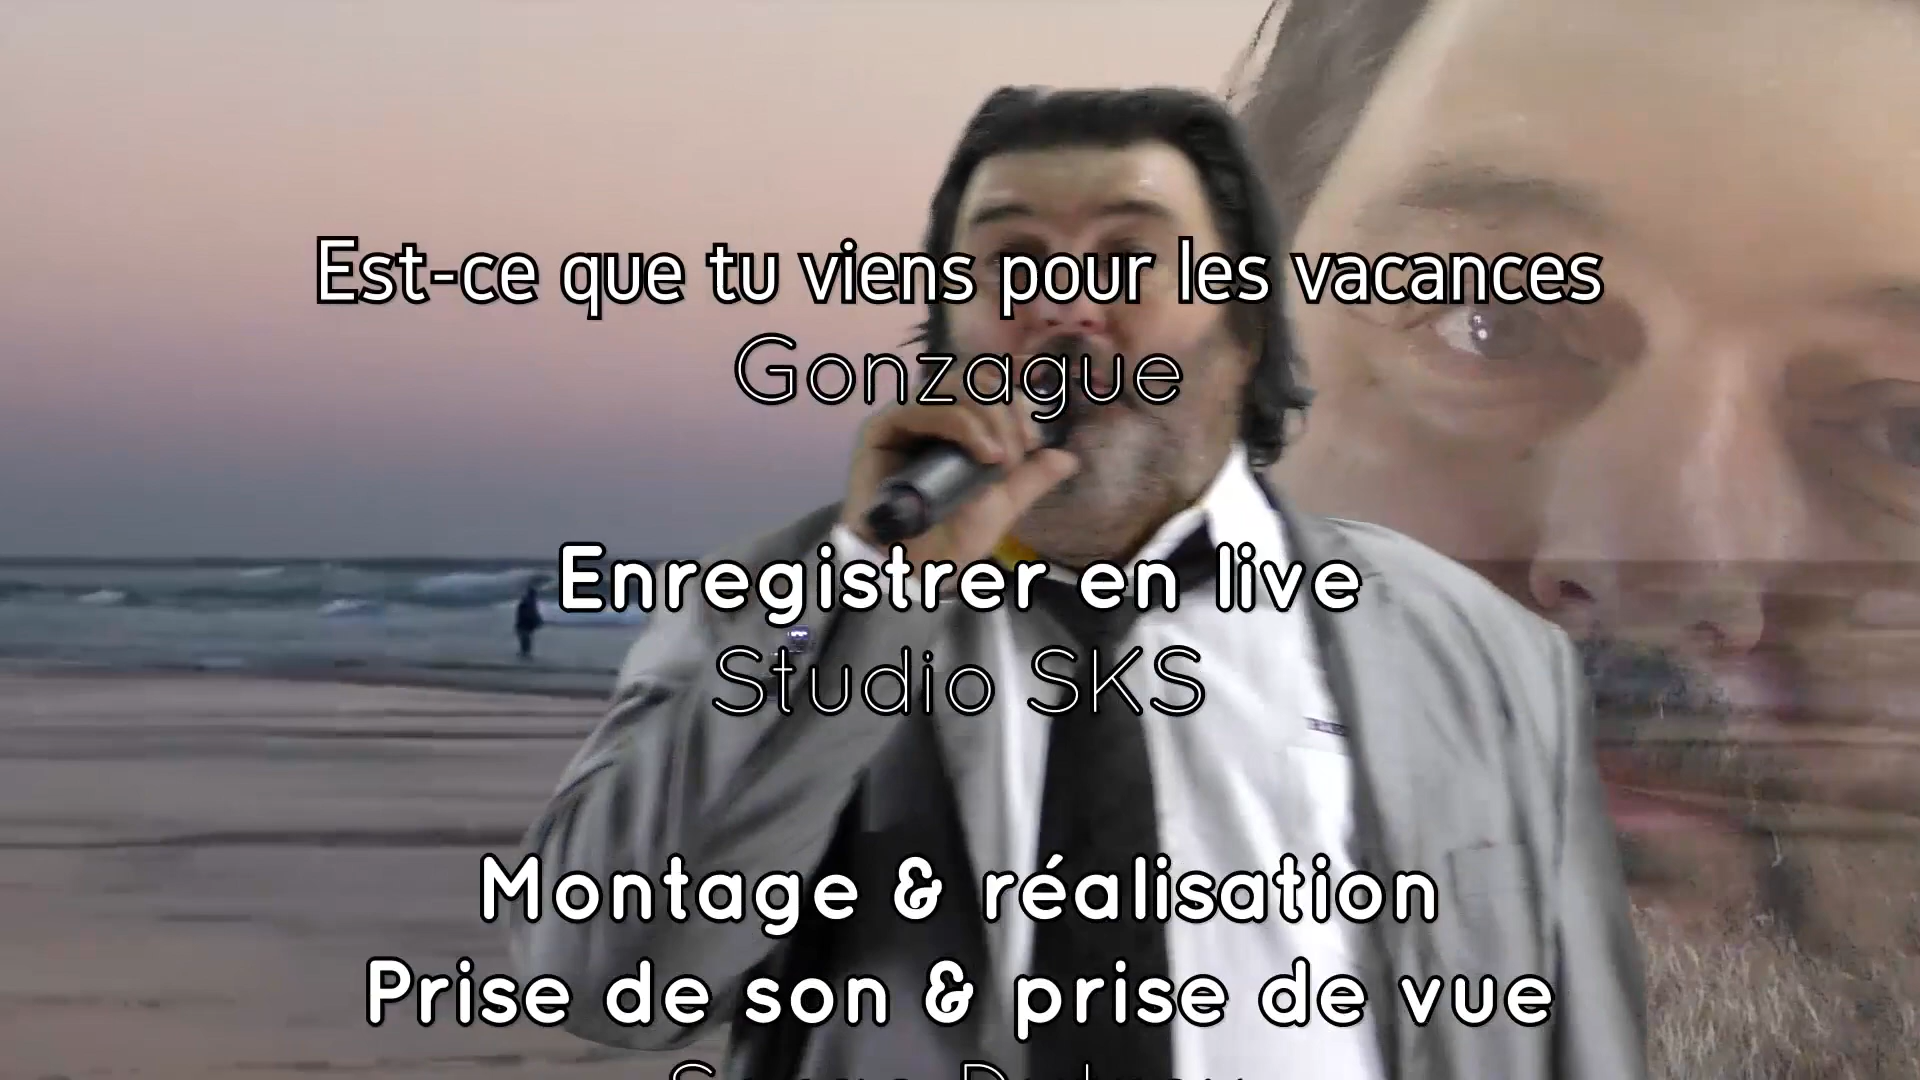 Est-ce que tu viens pour les vacances
Gonzague
Enregistrer en live
Studio SKS
Montage & réalisation
Prise de son & prise de vue